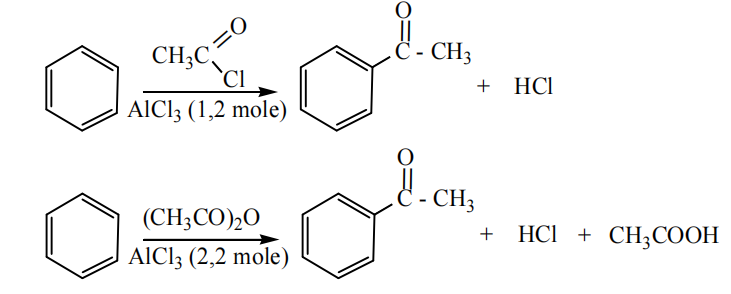 O
CH₃C
O
Cl
C - CH₃
+ HCl
AlCl₃ (1,2 mole)
O
C - CH₃
(CH₃CO)₂O
+ HCl + CH₃COOH
AlCl₃ (2,2 mole)